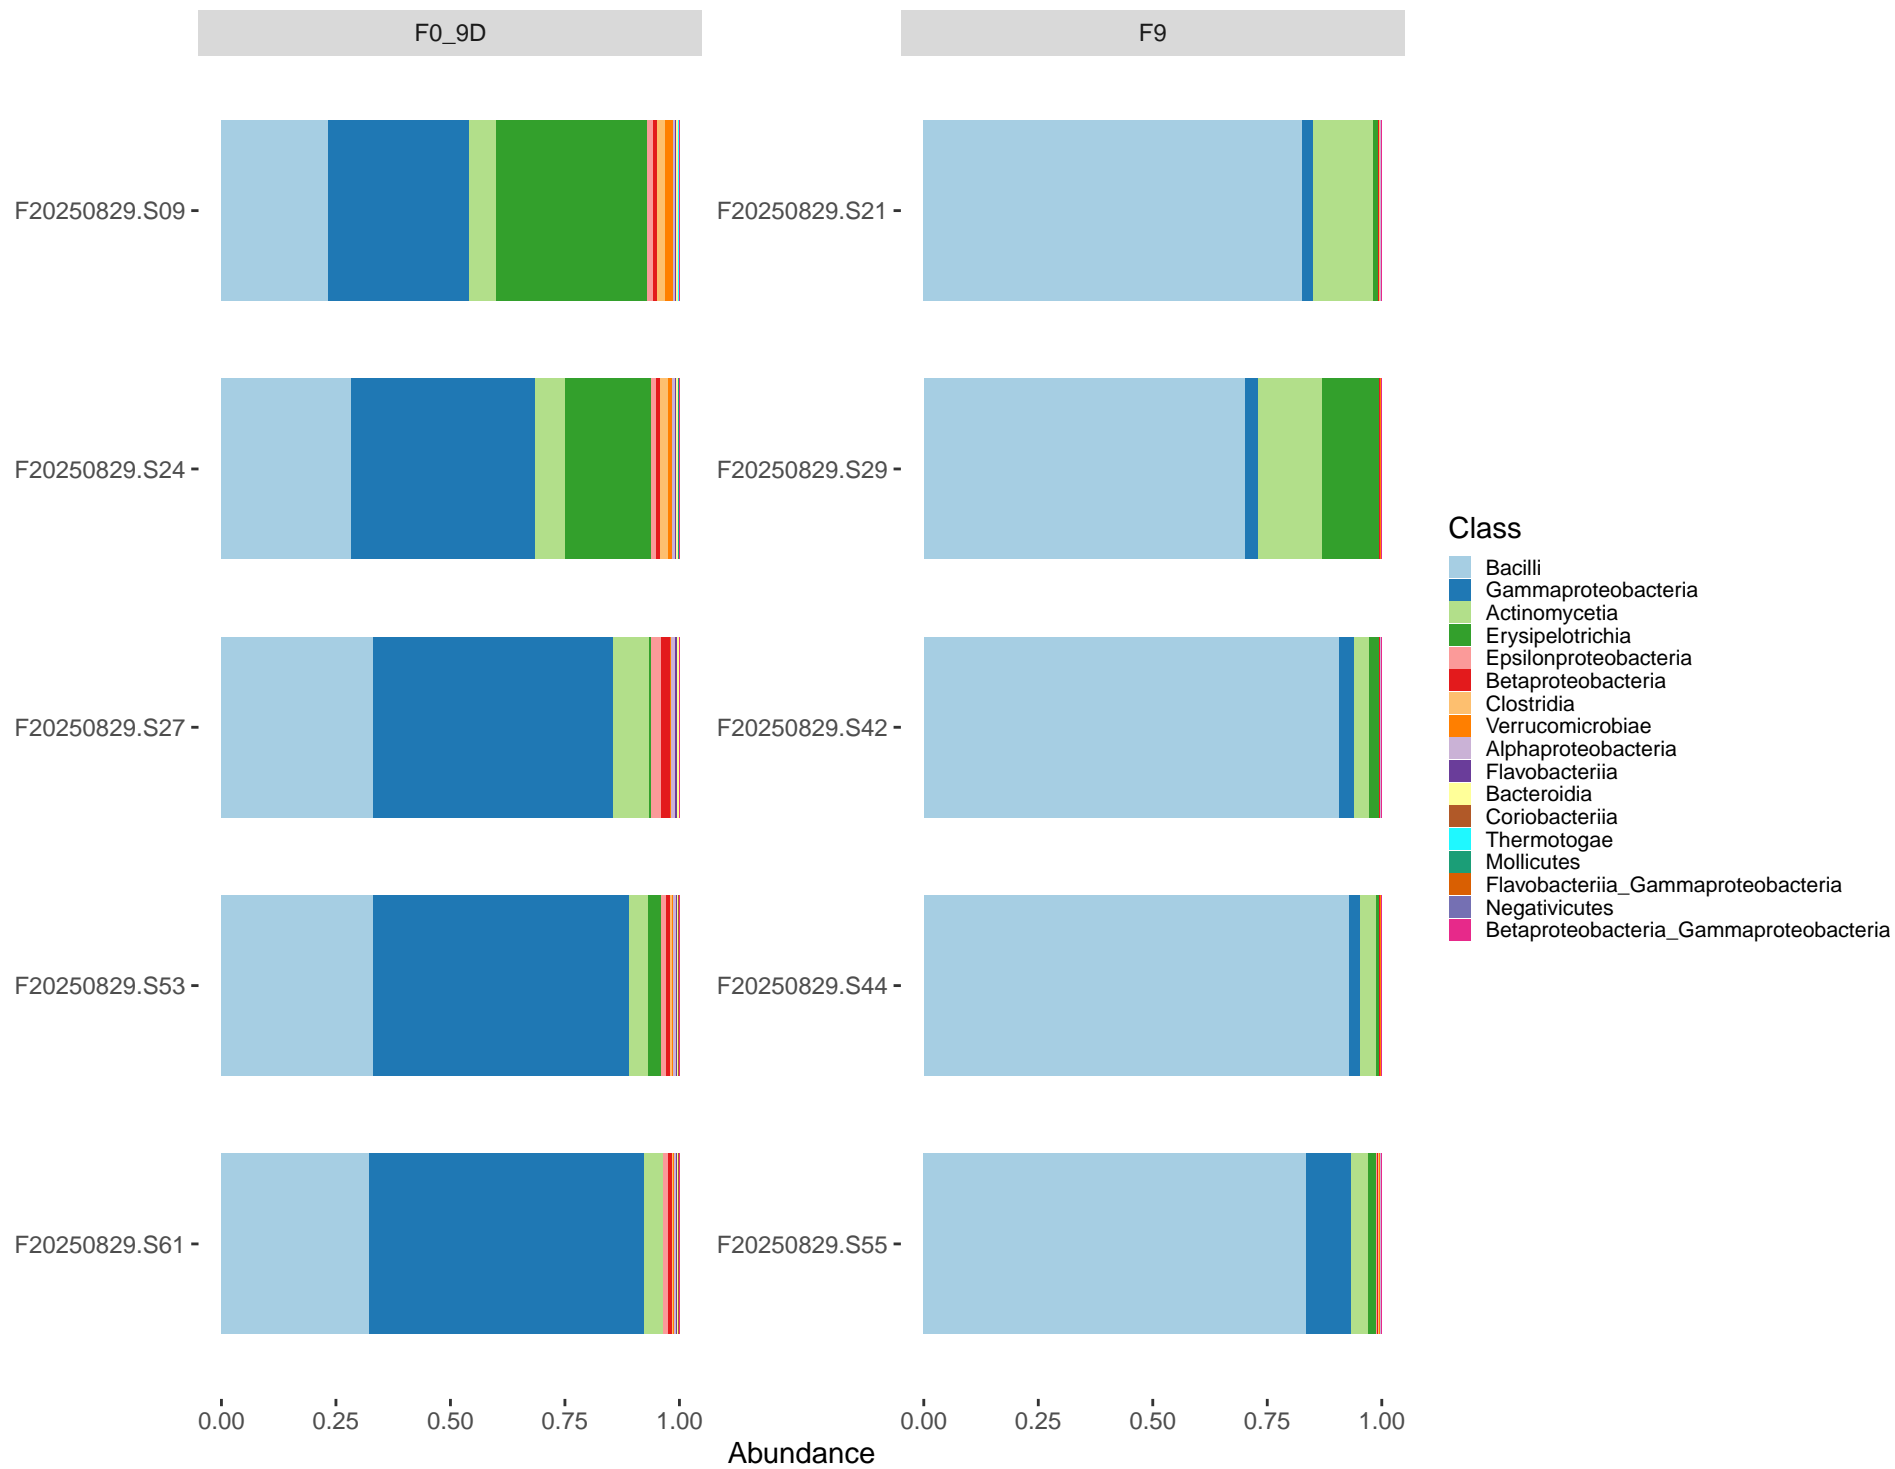 F0_9D
F9
F20250829.S09
F20250829.S24
F20250829.S27
F20250829.S53
F20250829.S61
F20250829.S21
F20250829.S29
F20250829.S42
F20250829.S44
F20250829.S55
0.00 0.25 0.50 0.75 1.00
0.00 0.25 0.50 0.75 1.00
Abundance
Class
Bacilli
Gammaproteobacteria
Actinomycetia
Erysipelotrichia
Epsilonproteobacteria
Betaproteobacteria
Clostridia
Verrucomicrobiae
Alphaproteobacteria
Flavobacteriia
Bacteroidia
Coriobacteriia
Thermotogae
Mollicutes
Flavobacteriia_Gammaproteobacteria
Negativicutes
Betaproteobacteria_Gammaproteobacteria